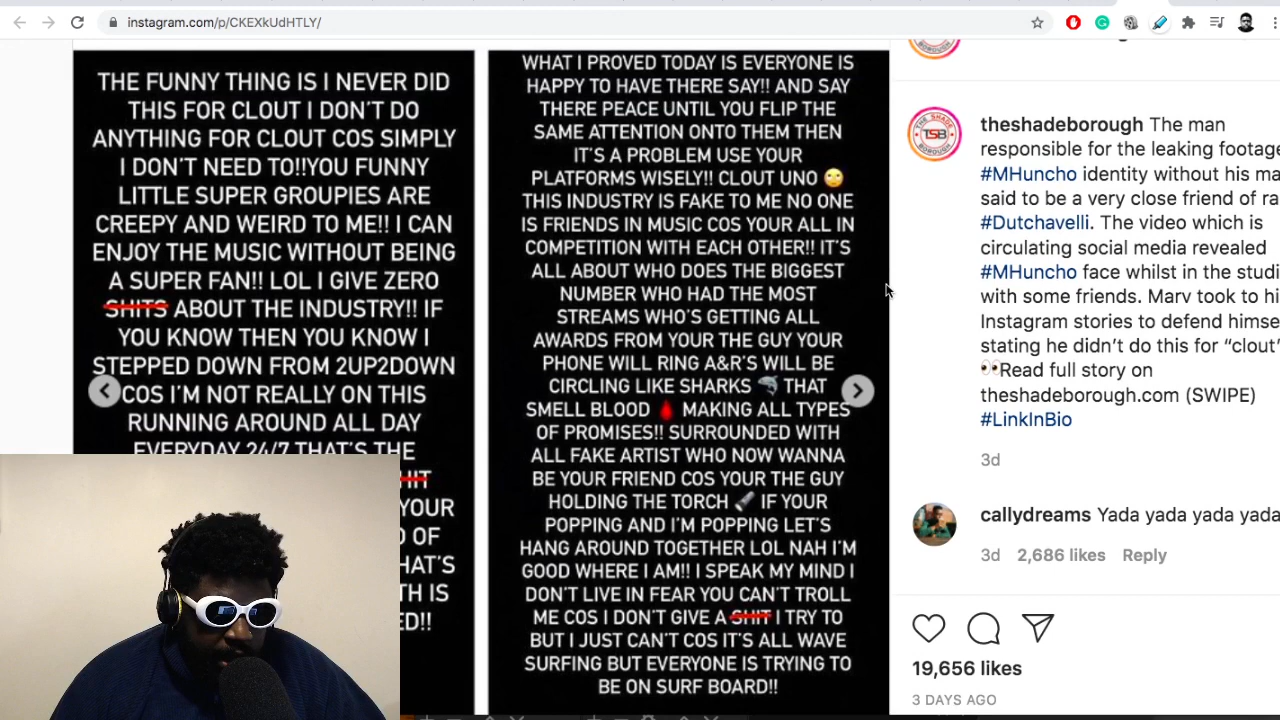 instagram.com/p/CKEXkUdHTLY/
THE FUNNY THING IS I NEVER DID
THIS FOR CLOUT I DON'T DO
ANYTHING FOR CLOUT COS SIMPLY
I DON'T NEED TO!!YOU FUNNY
LITTLE SUPER GROUPIES ARE
CREEPY AND WEIRD TO ME!! I CAN
ENJOY THE MUSIC WITHOUT BEING
A SUPER FAN!! LOL I GIVE ZERO
SHITS ABOUT THE INDUSTRY!! IF
YOU KNOW THEN YOU KNOW I
STEPPED DOWN FROM 2UP2DOWN
COS I'M NOT REALLY ON THIS
RUNNING AROUND ALL DAY
EVERYDAY 24/7 THAT'S THE
YOUR
OF
HAT'S
TH IS
ED!!
WHAT I PROVED TODAY IS EVERYONE IS
HAPPY TO HAVE THERE SAY!! AND SAY
THERE PEACE UNTIL YOU FLIP THE
SAME ATTENTION ONTO THEM THEN
IT'S A PROBLEM USE YOUR
PLATFORMS WISELY!! CLOUT UNO 🙄
THIS INDUSTRY IS FAKE TO ME NO ONE
IS FRIENDS IN MUSIC COS YOUR ALL IN
COMPETITION WITH EACH OTHER!! IT'S
ALL ABOUT WHO DOES THE BIGGEST
NUMBER WHO HAD THE MOST
STREAMS WHO'S GETTING ALL
AWARDS FROM YOUR THE GUY YOUR
PHONE WILL RING A&R'S WILL BE
CIRCLING LIKE SHARKS 🦈 THAT
SMELL BLOOD 🩸 MAKING ALL TYPES
OF PROMISES!! SURROUNDED WITH
ALL FAKE ARTIST WHO NOW WANNA
BE YOUR FRIEND COS YOUR THE GUY
HOLDING THE TORCH 🔦 IF YOUR
POPPING AND I'M POPPING LET'S
HANG AROUND TOGETHER LOL NAH I'M
GOOD WHERE I AM!! I SPEAK MY MIND I
DON'T LIVE IN FEAR YOU CAN'T TROLL
ME COS I DON'T GIVE A SHIT I TRY TO
BUT I JUST CAN'T COS IT'S ALL WAVE
SURFING BUT EVERYONE IS TRYING TO
BE ON SURF BOARD!!
theshadeborough The man
responsible for the leaking footage
#MHuncho identity without his ma
said to be a very close friend of ra
#Dutchavelli. The video which is
circulating social media revealed
#MHuncho face whilst in the studi
with some friends. Marv took to hi
Instagram stories to defend himse
stating he didn't do this for "clout"
👀Read full story on
theshadeborough.com (SWIPE)
#LinkInBio
3d
callydreams Yada yada yada yada
3d 2,686 likes Reply
19,656 likes
3 DAYS AGO